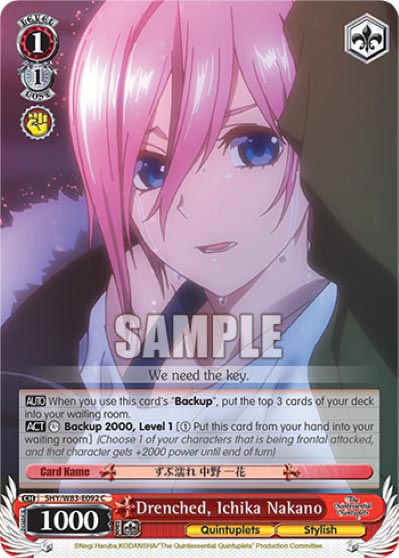 LEVEL
1
1
COST
SAMPLE
We need the key.
AUTO When you use this card's "Backup", put the top 3 cards of your deck
into your waiting room.
ACT Backup 2000, Level 1 [① Put this card from your hand into your
waiting room] (Choose 1 of your characters that is being frontal attacked,
and that character gets +2000 power until end of turn)
Card Name ずぶ濡れ 中野 一花
CH 5HY/W83-E092 C
Drenched, Ichika Nakano
The Quintessential Quintuplets
1000
Quintuplets Stylish
©Negi Haruba,KODANSHA/"The Quintessential Quintuplets" Production Committee